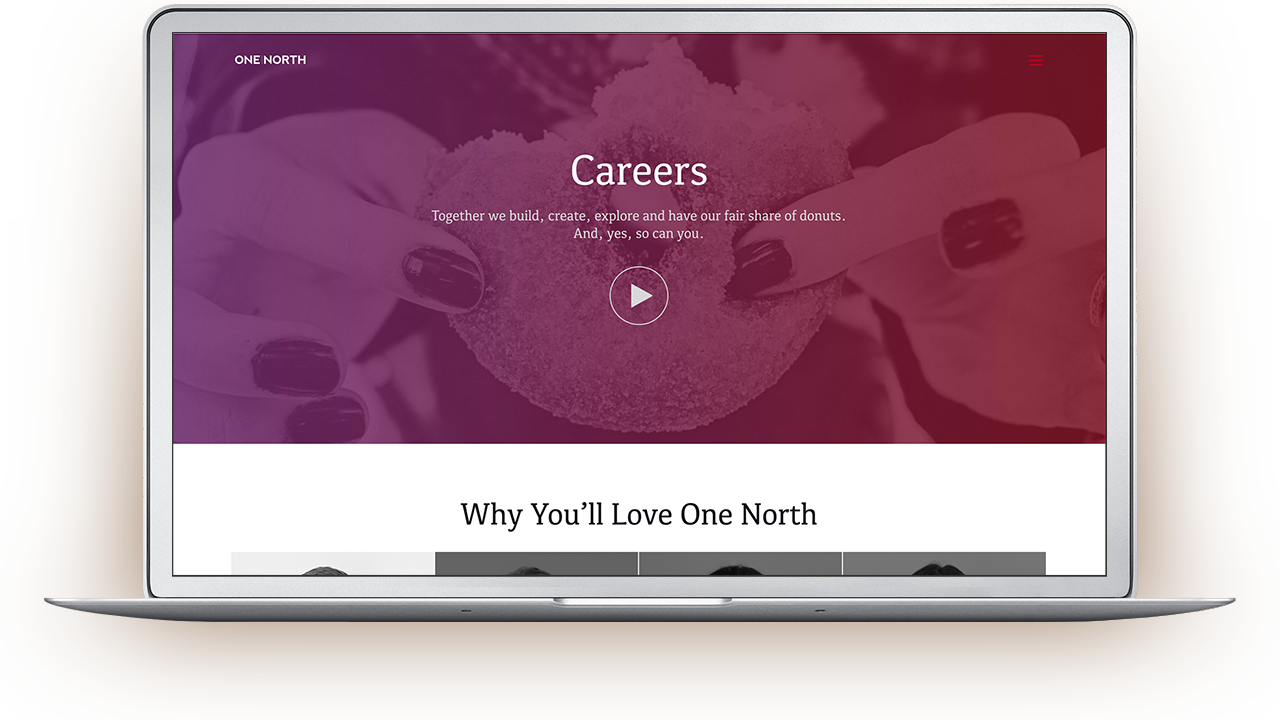 ONE NORTH
Careers
Together we build, create, explore and have our fair share of donuts.
And, yes, so can you.
Why You’ll Love One North